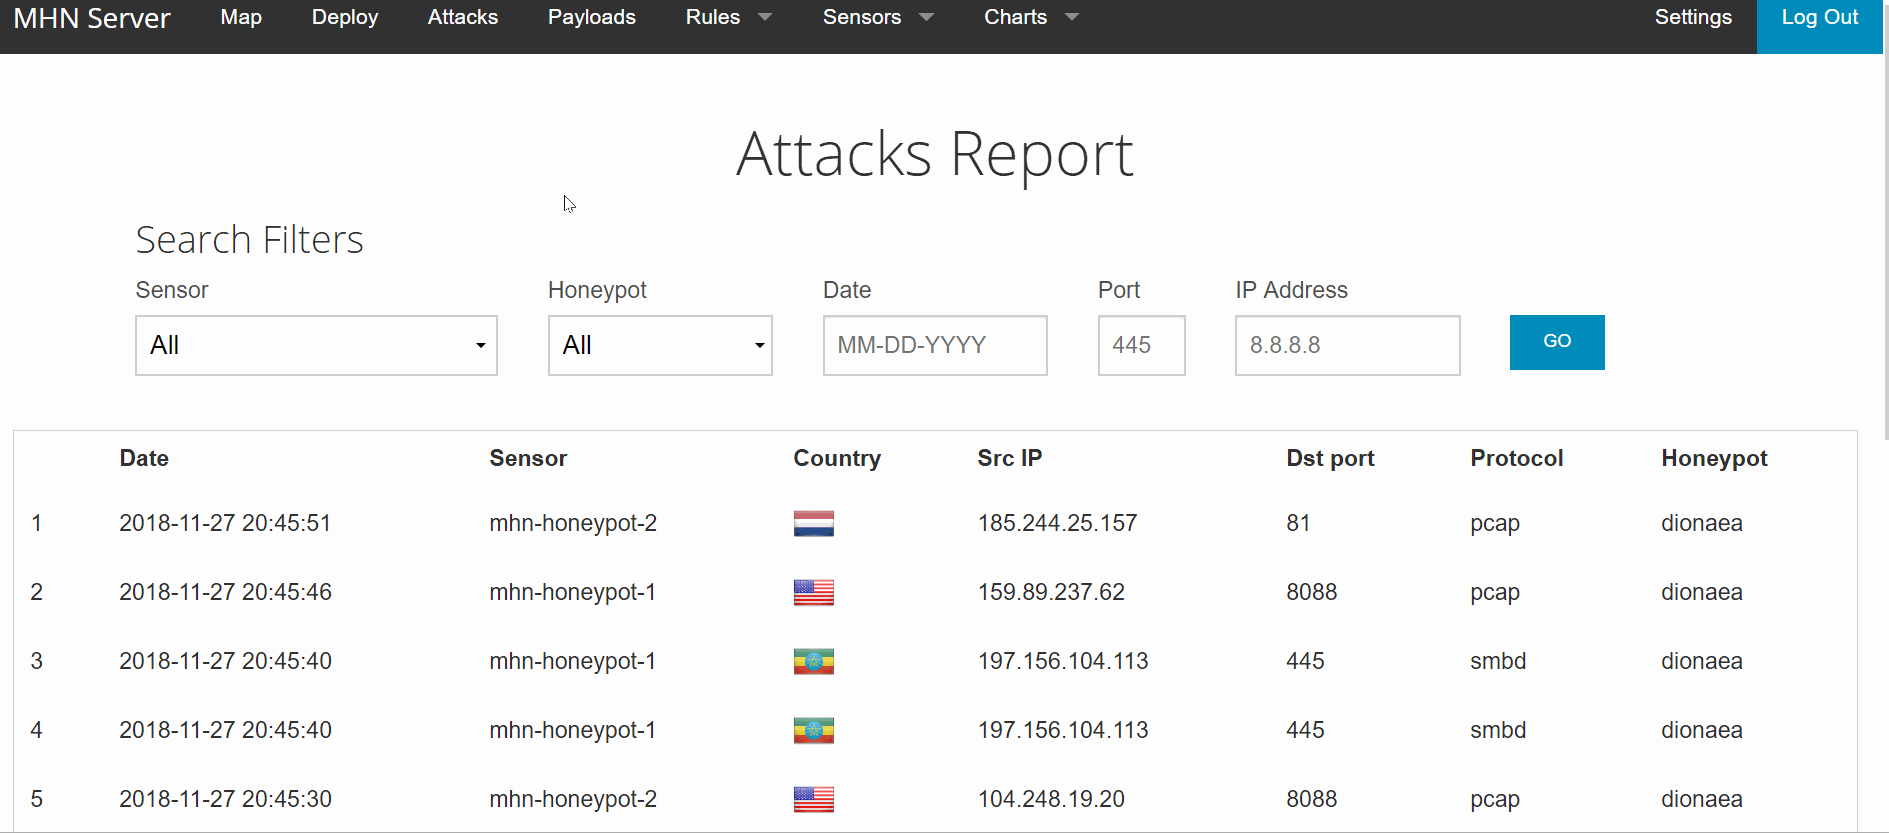 MHN Server Map Deploy Attacks Payloads Rules Sensors Charts Settings Log Out
Attacks Report
Search Filters
Sensor Honeypot Date Port IP Address
All All MM-DD-YYYY 445 8.8.8.8 GO
Date Sensor Country Src IP Dst port Protocol Honeypot
1 2018-11-27 20:45:51 mhn-honeypot-2 185.244.25.157 81 pcap dionaea
2 2018-11-27 20:45:46 mhn-honeypot-1 159.89.237.62 8088 pcap dionaea
3 2018-11-27 20:45:40 mhn-honeypot-1 197.156.104.113 445 smbd dionaea
4 2018-11-27 20:45:40 mhn-honeypot-1 197.156.104.113 445 smbd dionaea
5 2018-11-27 20:45:30 mhn-honeypot-2 104.248.19.20 8088 pcap dionaea